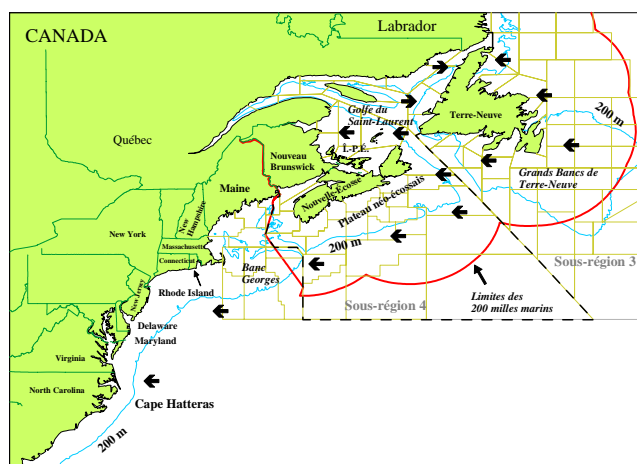 Labrador
CANADA
Golfe du
Saint-Laurent
Terre-Neuve
200 m
Québec
Î.-P.É.
Nouveau
Brunswick
Grands Bancs de
Terre-Neuve
Maine
Nouvelle-Écosse
Plateau néo-écossais
New
Hampshire
New York
200 m
Massachusetts
Connecticut
Banc
Georges
Sous-région 3
Rhode Island
New Jersey
Sous-région 4
Limites des
200 milles marins
Delaware
Maryland
Virginia
North Carolina
Cape Hatteras
200 m